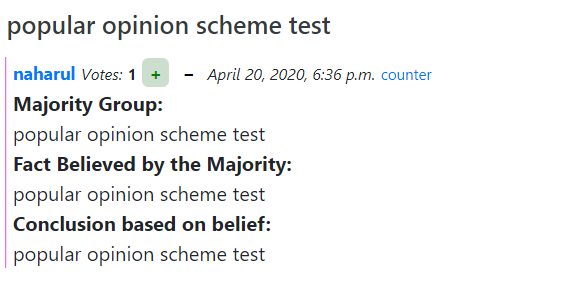 popular opinion scheme test
naharul Votes: 1 + – April 20, 2020, 6:36 p.m. counter
Majority Group:
popular opinion scheme test
Fact Believed by the Majority:
popular opinion scheme test
Conclusion based on belief:
popular opinion scheme test